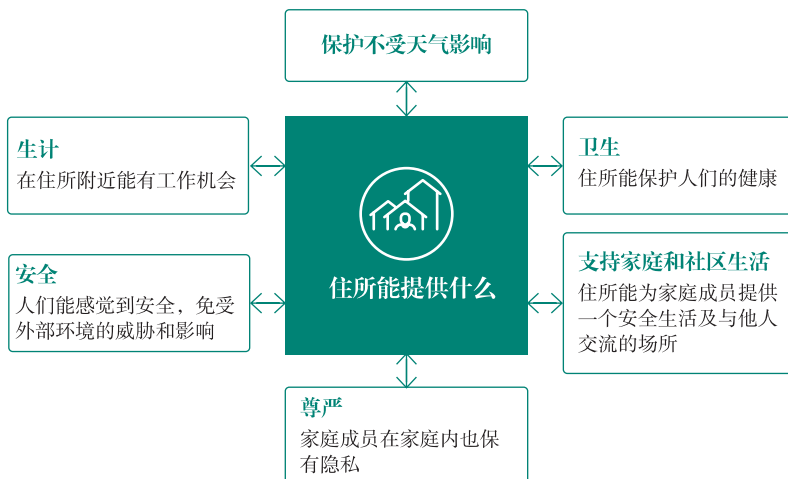 保护不受天气影响
生计
在住所附近能有工作机会
卫生
住所能保护人们的健康
住所能提供什么
安全
人们能感觉到安全，免受
外部环境的威胁和影响
支持家庭和社区生活
住所能为家庭成员提供
一个安全生活及与他人
交流的场所
尊严
家庭成员在家庭内也保
有隐私